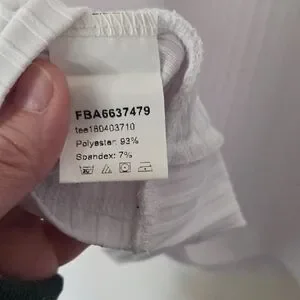 FBA6637479
tee180403710
Polyester: 93%
Spandex: 7%